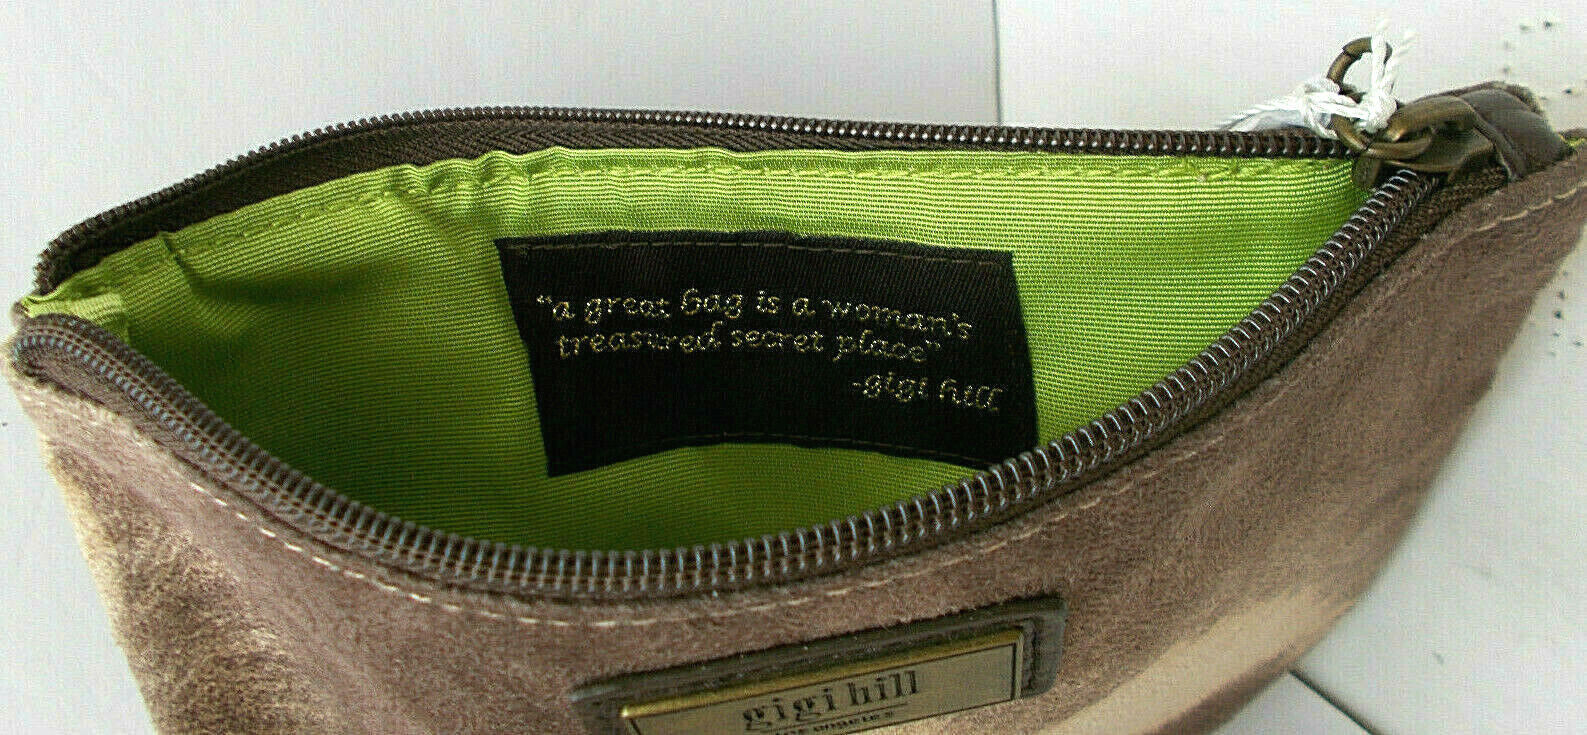 "a great bag is a woman's
treasured secret place"
-gigi hill
gigi hill